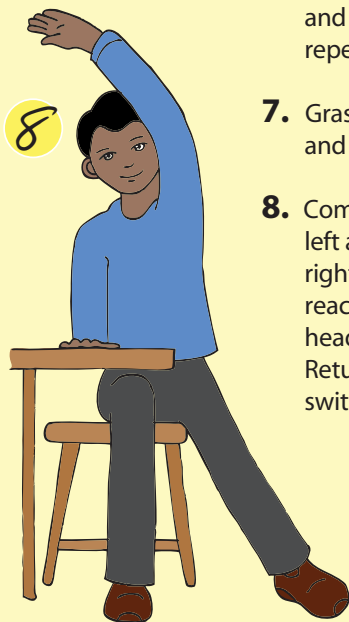 8
and
repe
7. Gras
and
8. Com
left a
right
reac
head
Retu
swit